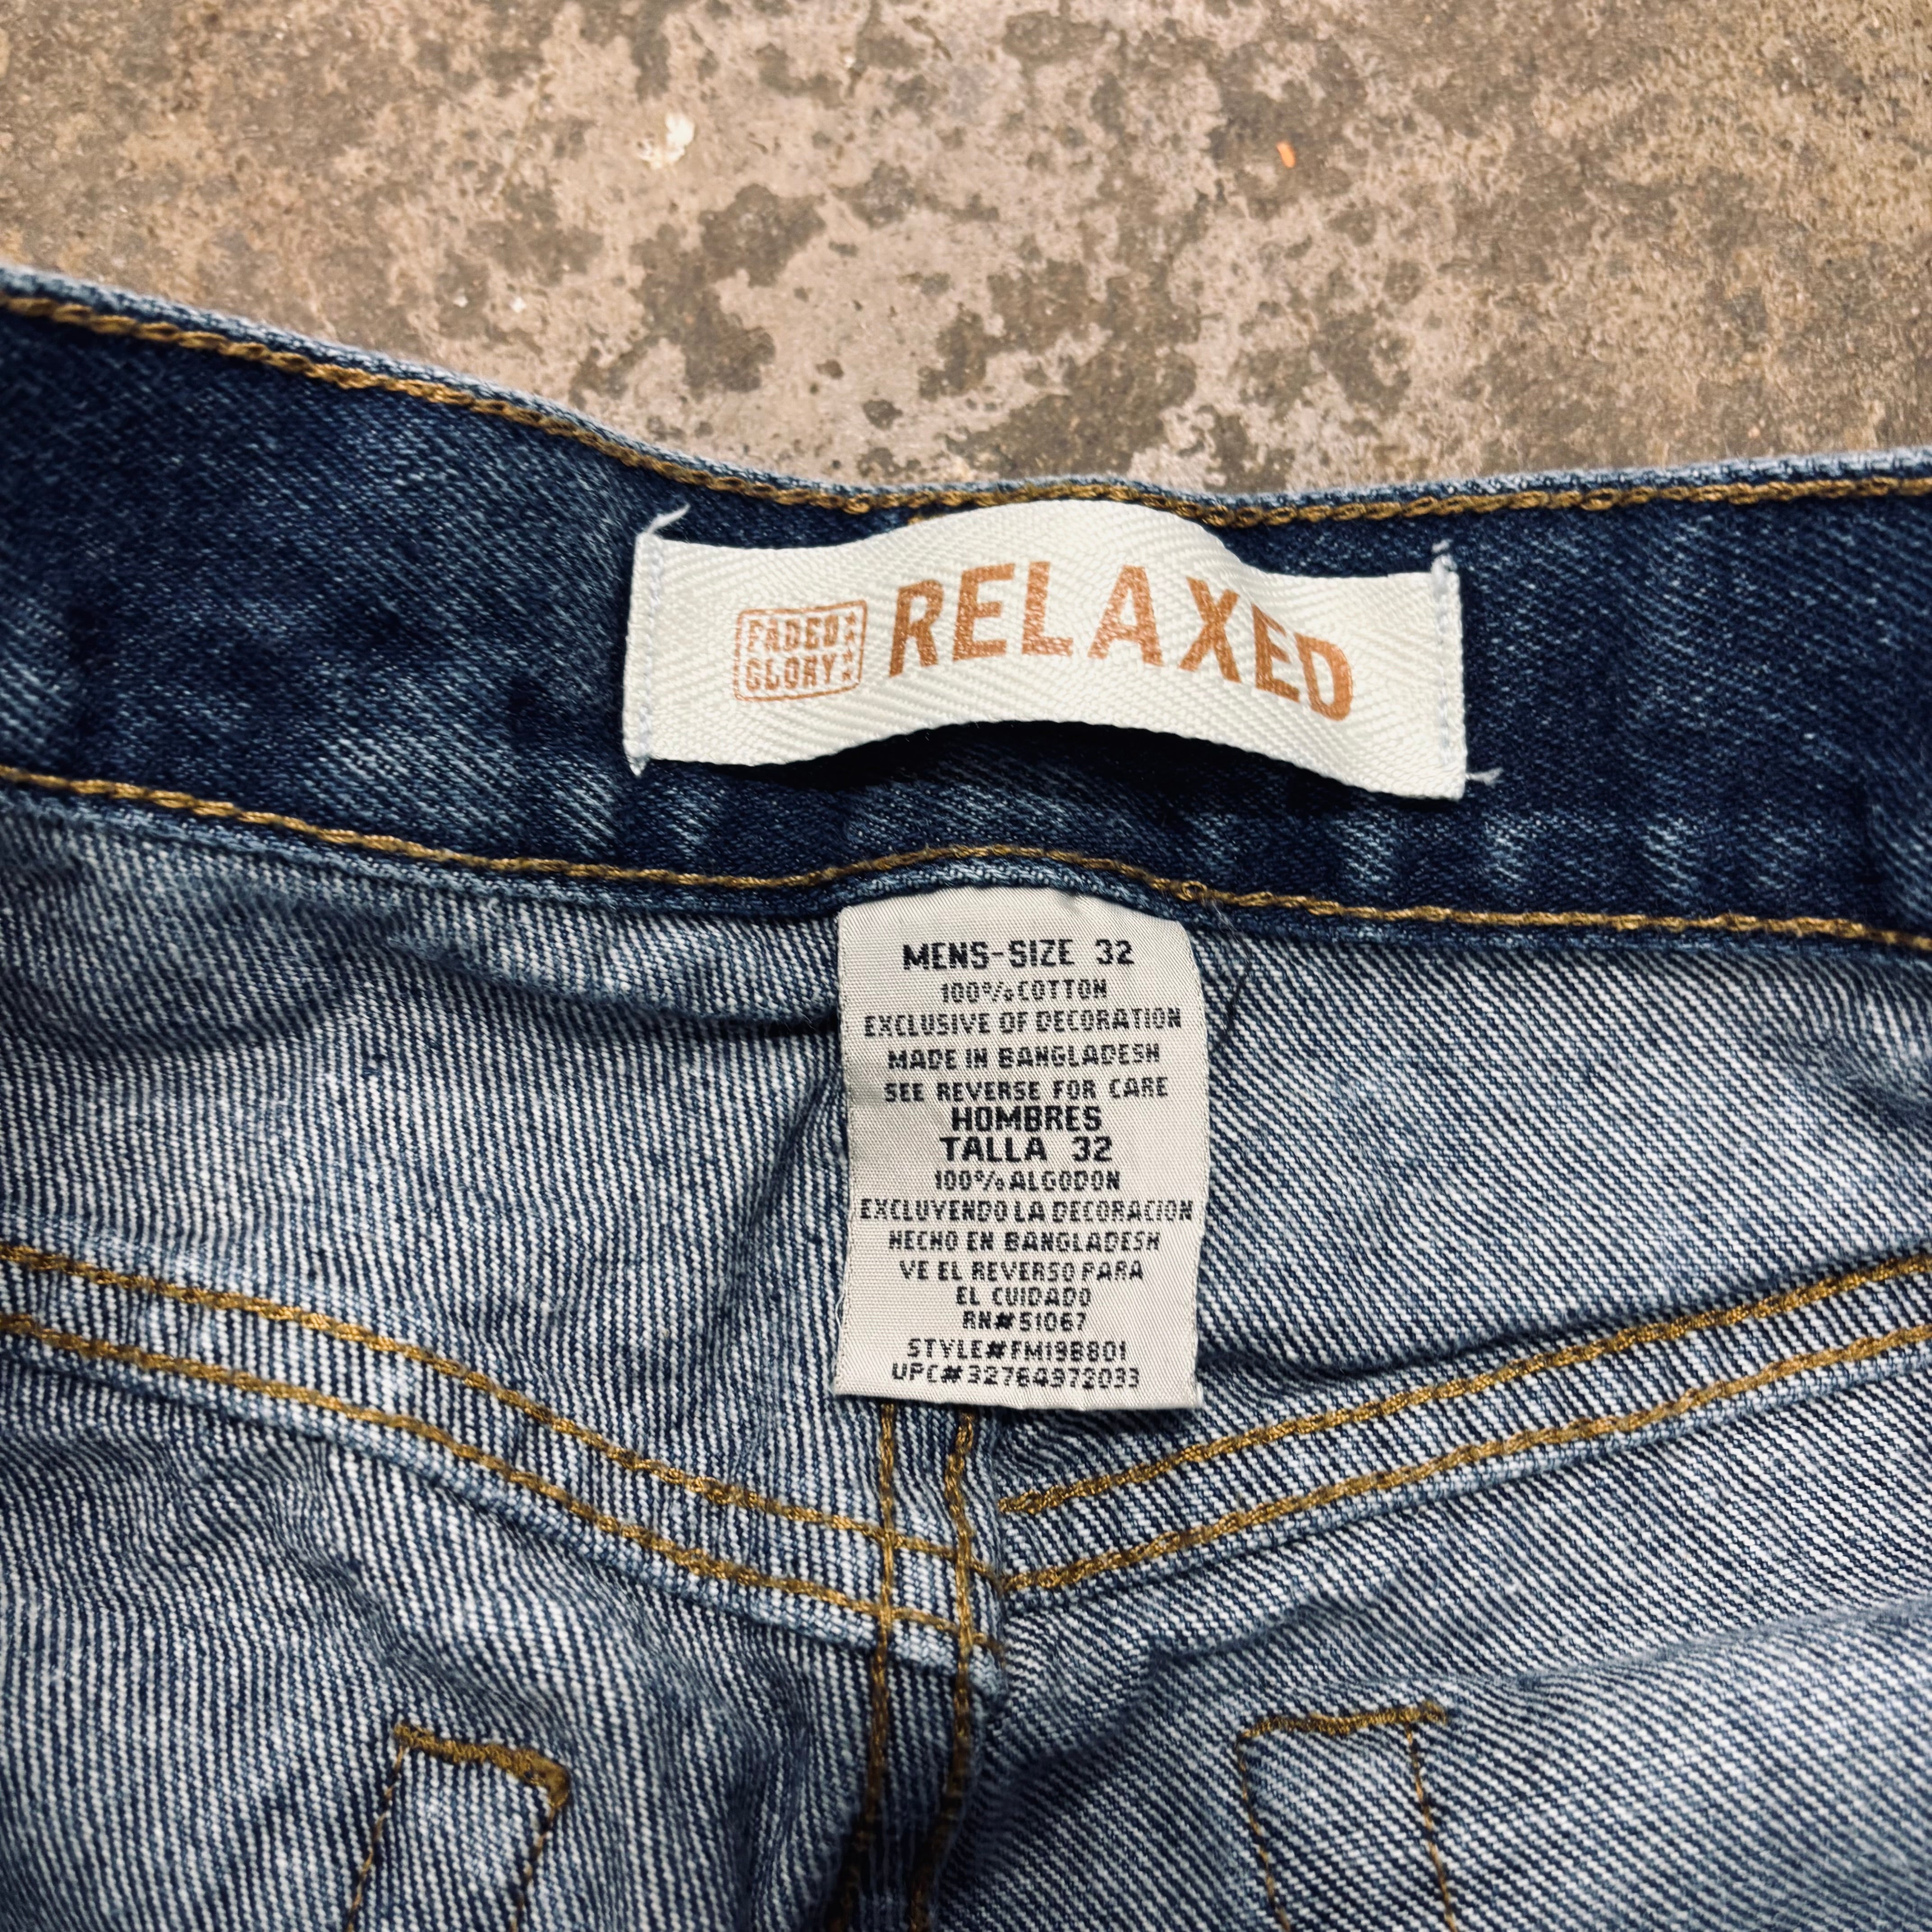 FADED
GLORY
RELAXED
MENS-SIZE 32
100% COTTON
EXCLUSIVE OF DECORATION
MADE IN BANGLADESH
SEE REVERSE FOR CARE
HOMBRES
TALLA 32
100% ALGODON
EXCLUYENDO LA DECORACION
HECHO EN BANGLADESH
VE EL REVERSO PARA
EL CUIDADO
RN#51067
STYLE#FM19B801
UPC#32764972033